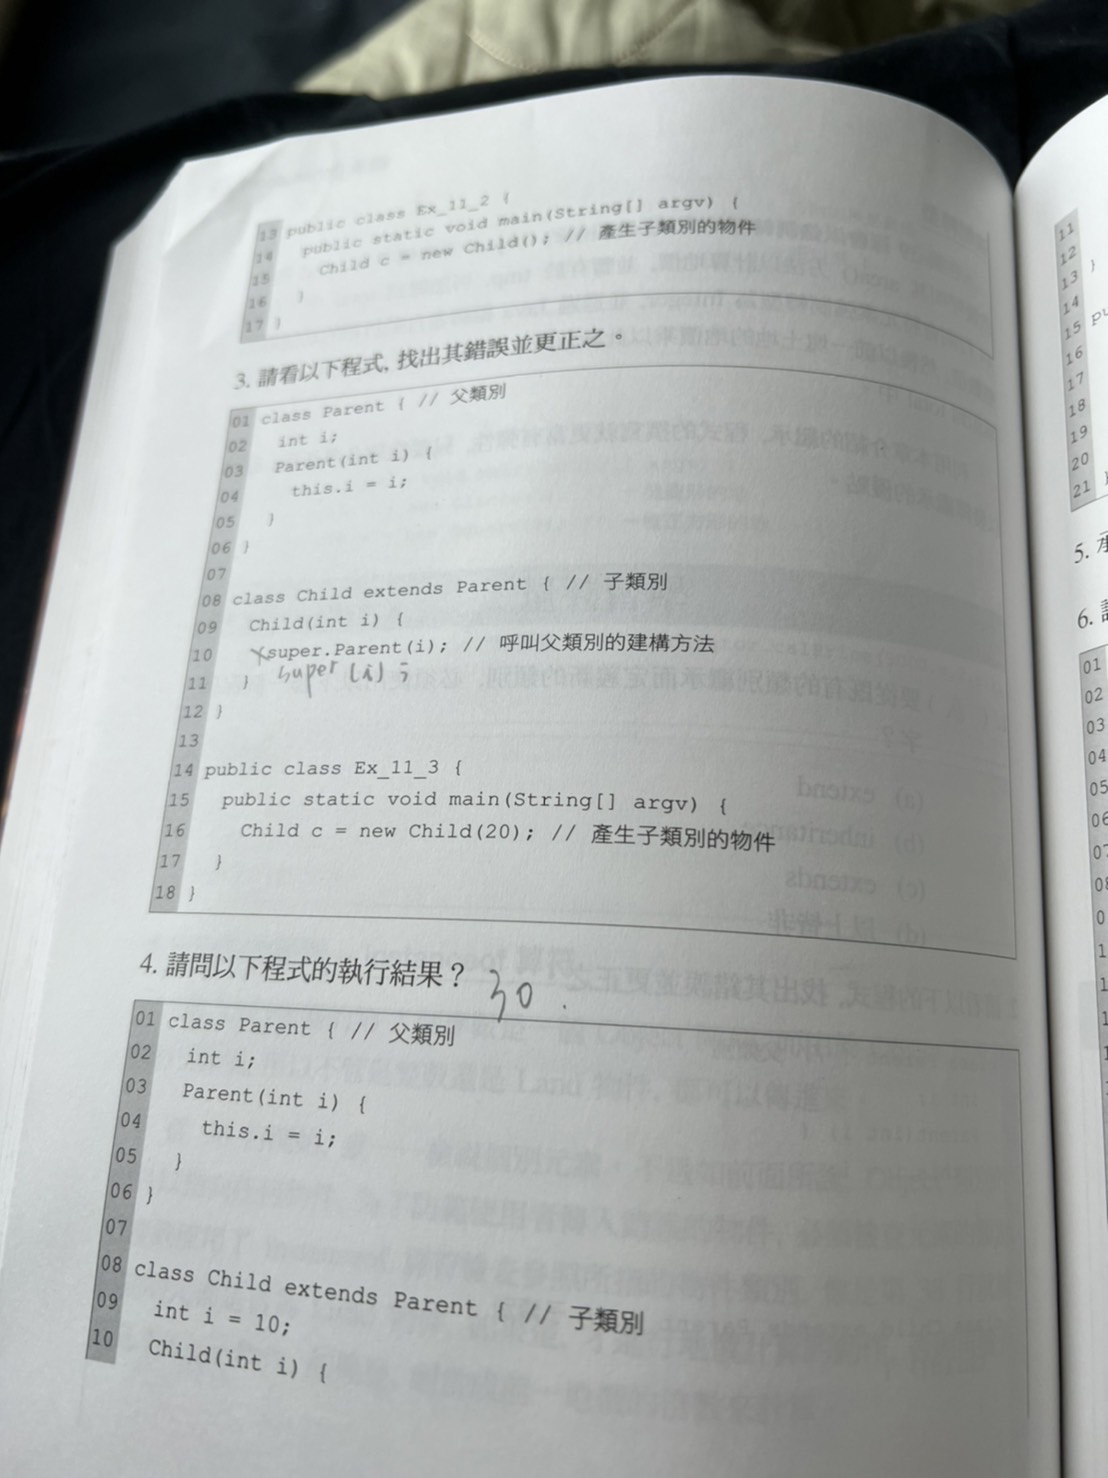 13 public class Ex_11_2 {
14 public static void main(String[] argv) {
15 Child c = new Child(); // 產生子類別的物件
16 }
17 }
3. 請看以下程式, 找出其錯誤並更正之。
01 class Parent { // 父類別
02 int i;
03 Parent(int i) {
04 this.i = i;
05 }
06 }
07
08 class Child extends Parent { // 子類別
09 Child(int i) {
10 ×super.Parent(i); // 呼叫父類別的建構方法
super(i);
11 }
12 }
13
14 public class Ex_11_3 {
15 public static void main(String[] argv) {
16 Child c = new Child(20); // 產生子類別的物件
17 }
18 }
4. 請問以下程式的執行結果? 30.
01 class Parent { // 父類別
02 int i;
03 Parent(int i) {
04 this.i = i;
05 }
06 }
07
08 class Child extends Parent { // 子類別
09 int i = 10;
10 Child(int i) {
11
12
13 }
14
15 pu
16
17
18
19
20
21 }
5.
6.
01
02
03
04
05
06